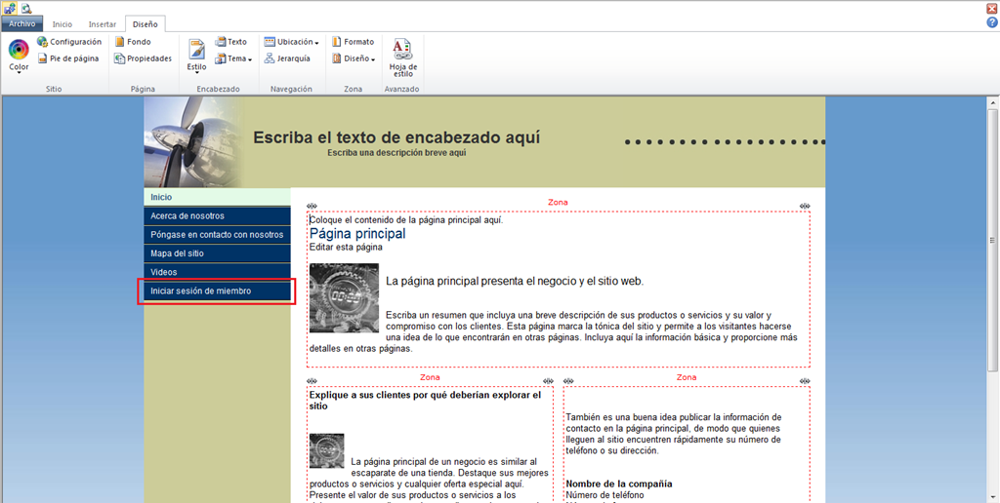 Archivo Inicio Insertar Diseño
Color
Configuración
Pie de página
Sitio
Fondo
Propiedades
Página
Estilo
Texto
Tema
Encabezado
Ubicación
Jerarquía
Navegación
Formato
Diseño
Zona
Hoja de
estilo
Avanzado
Escriba el texto de encabezado aquí
Escriba una descripción breve aquí
Inicio
Acerca de nosotros
Póngase en contacto con nosotros
Mapa del sitio
Videos
Iniciar sesión de miembro
Zona
Coloque el contenido de la página principal aquí.
Página principal
Editar esta página
La página principal presenta el negocio y el sitio web.
Escriba un resumen que incluya una breve descripción de sus productos o servicios y su valor y
compromiso con los clientes. Esta página marca la tónica del sitio y permite a los visitantes hacerse
una idea de lo que encontrarán en otras páginas. Incluya aquí la información básica y proporcione más
detalles en otras páginas.
Zona
Explique a sus clientes por qué deberían explorar el
sitio
La página principal de un negocio es similar al
escaparate de una tienda. Destaque sus mejores
productos o servicios y cualquier oferta especial aquí.
Presente el valor de sus productos o servicios a los
Zona
También es una buena idea publicar la información de
contacto en la página principal, de modo que quienes
lleguen al sitio encuentren rápidamente su número de
teléfono o su dirección.
Nombre de la compañía
Número de teléfono